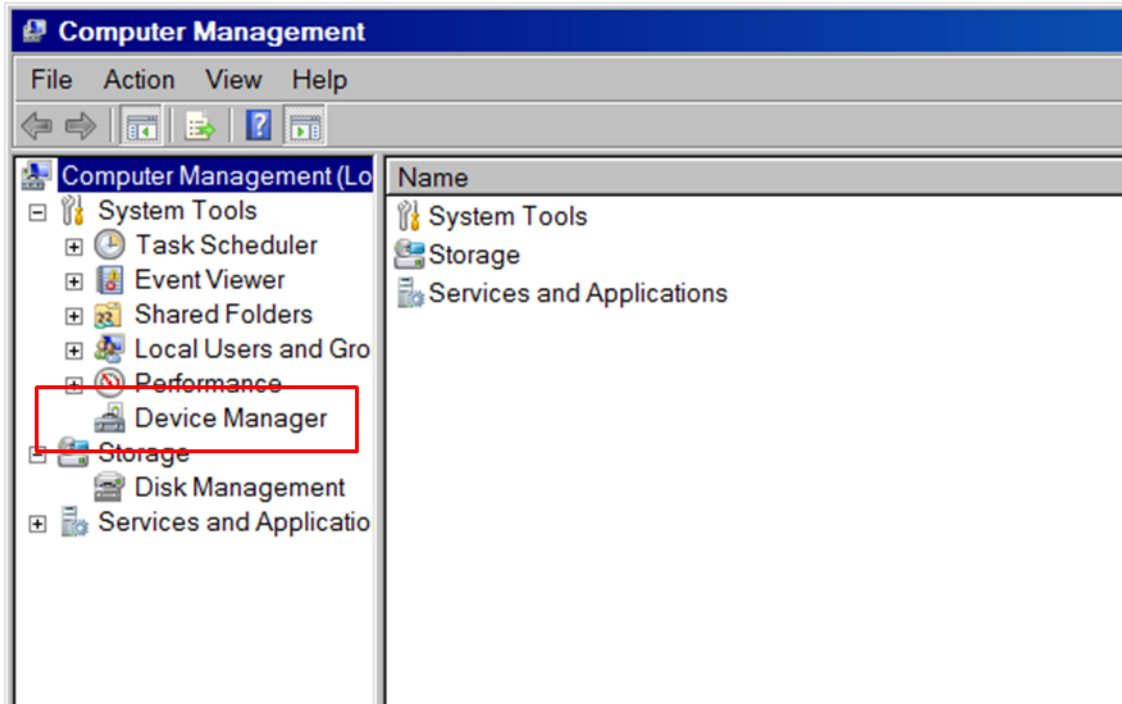 Computer Management
File Action View Help
Computer Management (Lo
System Tools
Task Scheduler
Event Viewer
Shared Folders
Local Users and Gro
Performance
Device Manager
Storage
Disk Management
Services and Applicatio
Name
System Tools
Storage
Services and Applications